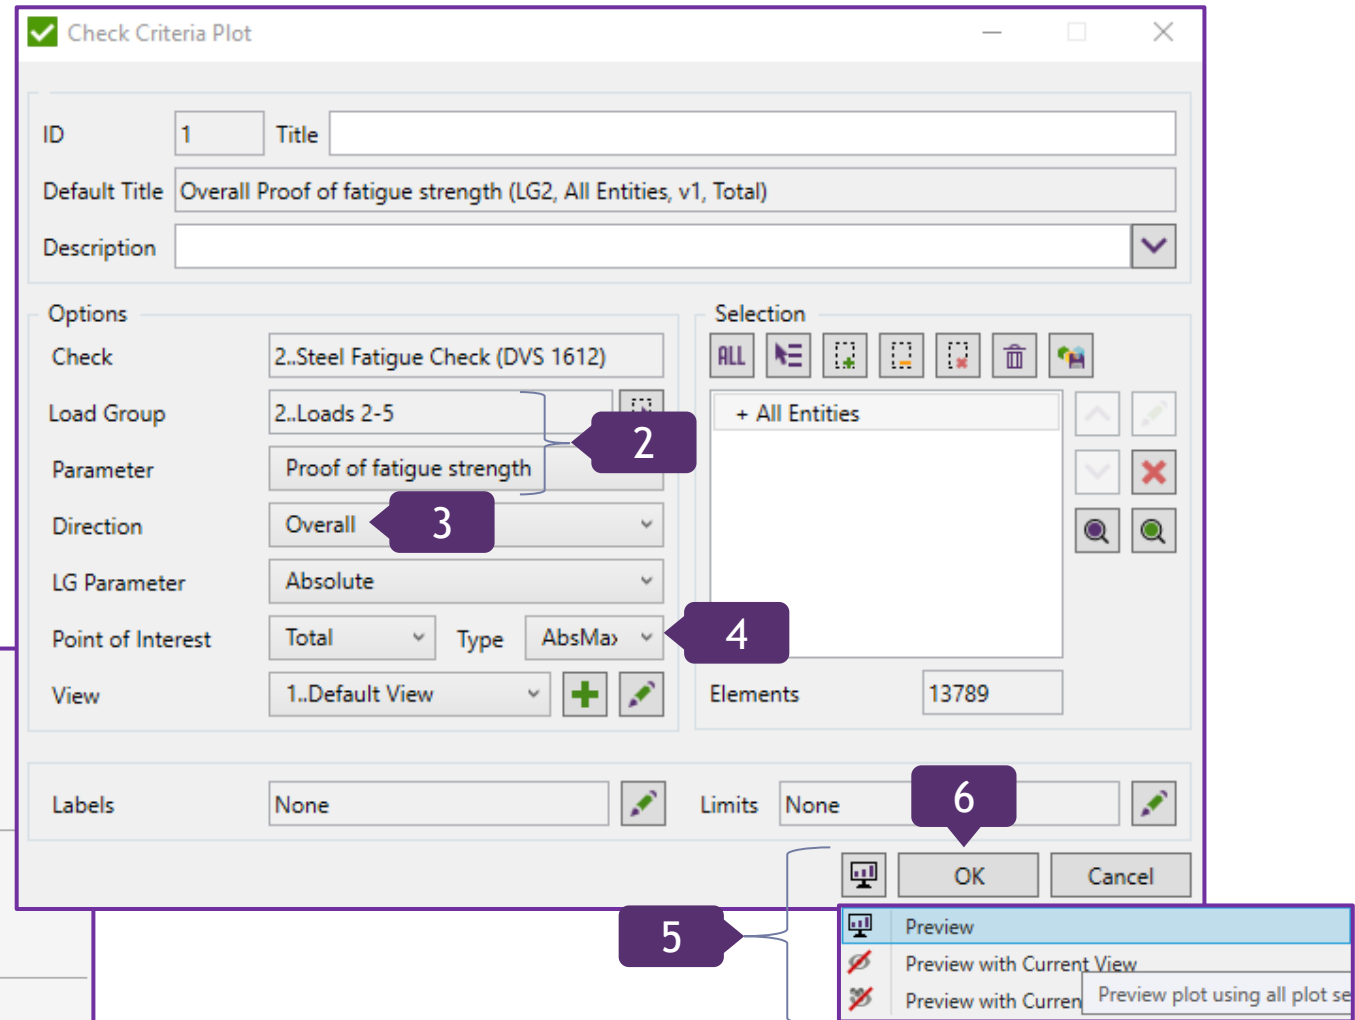 Check Criteria Plot
ID 1 Title
Default Title Overall Proof of fatigue strength (LG2, All Entities, v1, Total)
Description
Options
Check 2..Steel Fatigue Check (DVS 1612)
Load Group 2..Loads 2-5
2
Parameter Proof of fatigue strength
Direction Overall
3
LG Parameter Absolute
Point of Interest Total Type AbsMax
4
View 1..Default View
Selection
ALL
+ All Entities
Elements 13789
Labels None
Limits None
6
OK Cancel
5
Preview
Preview with Current View
Preview with Curren
Preview plot using all plot se